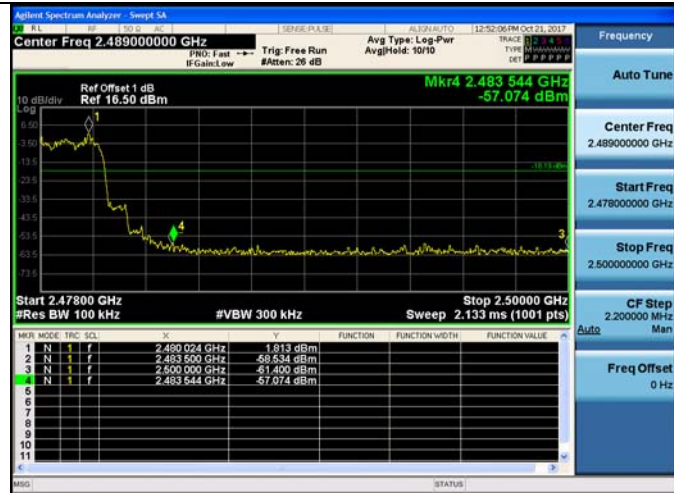 Agilent Spectrum Analyzer - Swept SA
RL RF 50 Ω AC SENSE:PULSE ALIGN AUTO 12:52:06 PM Oct 21, 2017
Center Freq 2.489000000 GHz
PNO: Fast
IFGain:Low
Trig: Free Run
#Atten: 26 dB
Avg Type: Log-Pwr
Avg|Hold: 10/10
TRACE 1 2 3 4 5 6
TYPE
DET P P P P P P
Ref Offset 1 dB
10 dB/div Ref 16.50 dBm
Log
Mkr4 2.483 544 GHz
-57.074 dBm
6.50
-3.50
-13.5
-23.5
-33.5
-43.5
-53.5
-63.5
-73.5
1
4
3
Start 2.47800 GHz Stop 2.50000 GHz
#Res BW 100 kHz #VBW 300 kHz Sweep 2.133 ms (1001 pts)
MKR MODE TRC SCL X Y FUNCTION FUNCTION WIDTH FUNCTION VALUE
1 N 1 f 2.480 024 GHz 1.813 dBm
2 N 1 f 2.483 500 GHz -58.534 dBm
3 N 1 f 2.500 000 GHz -61.400 dBm
4 N 1 f 2.483 544 GHz -57.074 dBm
5
6
7
8
9
10
11
MSG STATUS
Frequency
Auto Tune
Center Freq
2.489000000 GHz
Start Freq
2.478000000 GHz
Stop Freq
2.500000000 GHz
CF Step
2.200000 MHz
Auto Man
Freq Offset
0 Hz